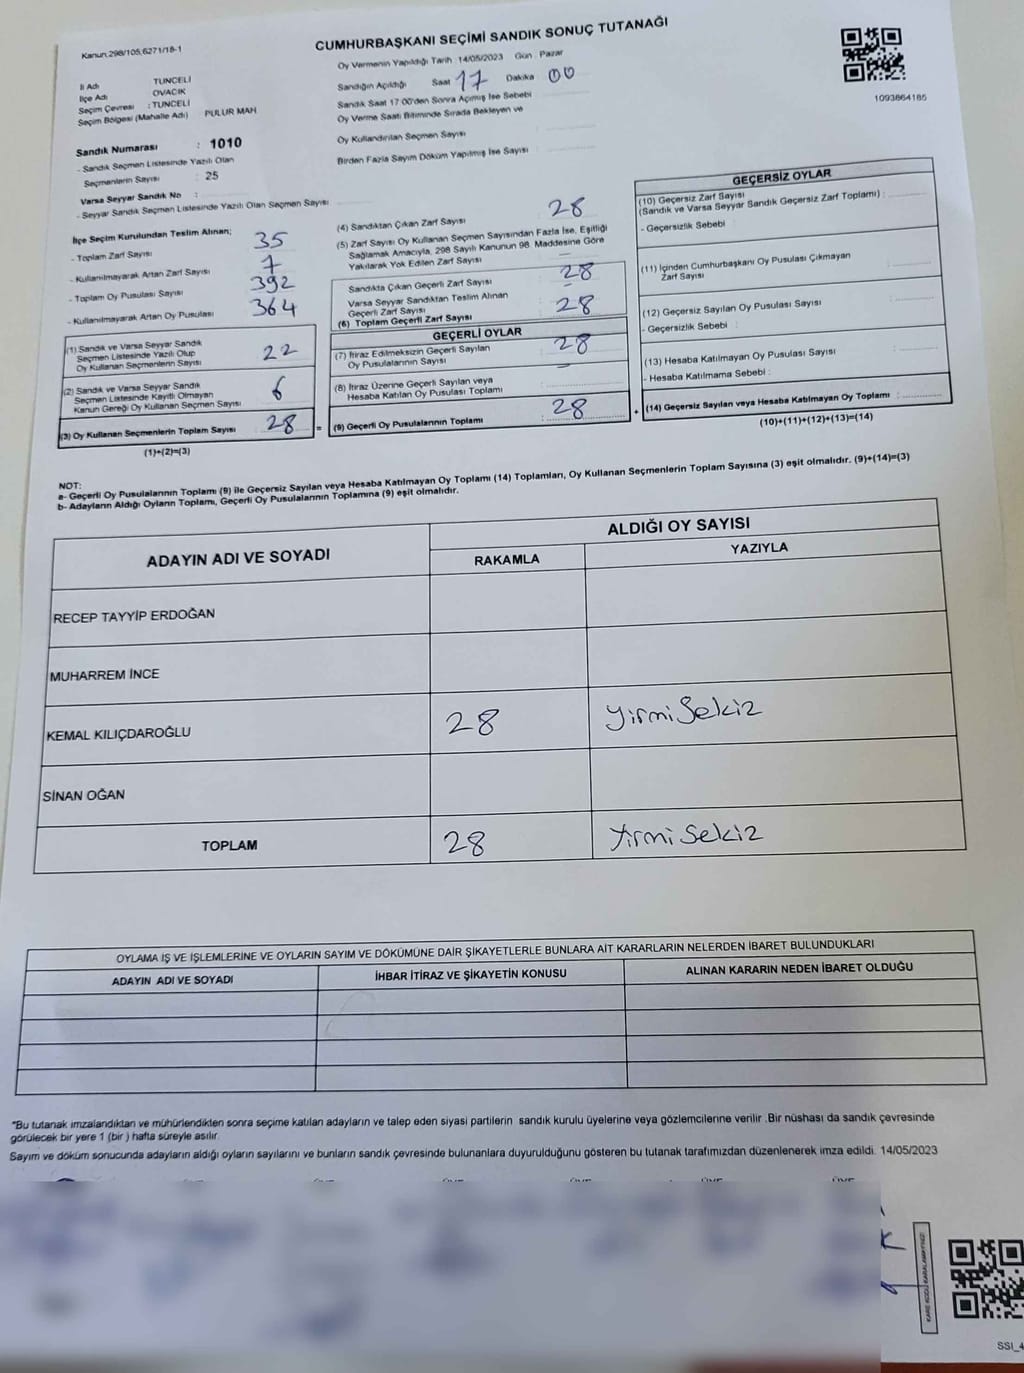 Kanun,298/105,6271/18-1
CUMHURBAŞKANI SEÇİMİ SANDIK SONUÇ TUTANAĞI
İl Adı TUNCELİ
İlçe Adı OVACIK
Seçim Çevresi : TUNCELİ
Seçim Bölgesi (Mahalle Adı) PULUR MAH
Sandık Numarası : 1010
- Sandık Seçmen Listesinde Yazılı Olan
Seçmenlerin Sayısı : 25
Varsa Seyyar Sandık No :
- Seyyar Sandık Seçmen Listesinde Yazılı Olan Seçmen Sayısı
Oy Vermenin Yapıldığı Tarih 14/05/2023 Gün : Pazar
Sandığın Açıldığı Saat 17 Dakika 00
Sandık Saat 17:00'den Sonra Açımış İse Sebebi
Oy Verme Saati Bitiminde Sırada Bekleyen ve
Oy Kullandırılan Seçmen Sayısı
Birden Fazla Sayım Döküm Yapılmış İse Sayısı
1093864185
İlçe Seçim Kurulundan Teslim Alınan;
- Toplam Zarf Sayısı 35
- Kullanılmayarak Artan Zarf Sayısı 7
- Toplam Oy Pusulası Sayısı 392
- Kullanılmayarak Artan Oy Pusulası 364
(1) Sandık ve Varsa Seyyar Sandık
Seçmen Listesinde Yazılı Olup
Oy Kullanan Seçmenlerin Sayısı 22
(2) Sandık ve Varsa Seyyar Sandık
Seçmen Listesinde Kayıtlı Olmayan
Kanun Gereği Oy Kullanan Seçmen Sayısı 6
(3) Oy Kullanan Seçmenlerin Toplam Sayısı 28 =
(1)+(2)=(3)
(4) Sandıktan Çıkan Zarf Sayısı 28
(5) Zarf Sayısı Oy Kullanan Seçmen Sayısından Fazla İse, Eşitliği
Sağlamak Amacıyla, 298 Sayılı Kanunun 98. Maddesine Göre
Yakılarak Yok Edilen Zarf Sayısı
Sandıkta Çıkan Geçerli Zarf Sayısı 28
Varsa Seyyar Sandıktan Teslim Alınan
Geçerli Zarf Sayısı
(6) Toplam Geçerli Zarf Sayısı 28
GEÇERLİ OYLAR
(7) İtiraz Edilmeksizin Geçerli Sayılan
Oy Pusulalarının Sayısı 28
(8) İtiraz Üzerine Geçerli Sayılan veya
Hesaba Katılan Oy Pusulası Toplamı
(9) Geçerli Oy Pusulalarının Toplamı 28 +
GEÇERSİZ OYLAR
(10) Geçersiz Zarf Sayısı
(Sandık ve Varsa Seyyar Sandık Geçersiz Zarf Toplamı) :
- Geçersizlik Sebebi :
(11) İçinden Cumhurbaşkanı Oy Pusulası Çıkmayan
Zarf Sayısı
(12) Geçersiz Sayılan Oy Pusulası Sayısı
- Geçersizlik Sebebi :
(13) Hesaba Katılmayan Oy Pusulası Sayısı
- Hesaba Katılmama Sebebi :
(14) Geçersiz Sayılan veya Hesaba Katılmayan Oy Toplamı :
(10)+(11)+(12)+(13)=(14)
NOT:
a- Geçerli Oy Pusulalarının Toplamı (9) ile Geçersiz Sayılan veya Hesaba Katılmayan Oy Toplamı (14) Toplamları, Oy Kullanan Seçmenlerin Toplam Sayısına (3) eşit olmalıdır. (9)+(14)=(3)
b- Adayların Aldığı Oyların Toplamı, Geçerli Oy Pusulalarının Toplamına (9) eşit olmalıdır.
ADAYIN ADI VE SOYADI ALDIĞI OY SAYISI
RAKAMLA YAZIYLA
RECEP TAYYİP ERDOĞAN
MUHARREM İNCE
KEMAL KILIÇDAROĞLU 28 yirmi Sekiz
SİNAN OĞAN
TOPLAM 28 Yirmi Sekiz
OYLAMA İŞ VE İŞLEMLERİNE VE OYLARIN SAYIM VE DÖKÜMÜNE DAİR ŞİKAYETLERLE BUNLARA AİT KARARLARIN NELERDEN İBARET BULUNDUKLARI
ADAYIN ADI VE SOYADI İHBAR İTİRAZ VE ŞİKAYETİN KONUSU ALINAN KARARIN NEDEN İBARET OLDUĞU
"Bu tutanak imzalandıktan ve mühürlendikten sonra seçime katılan adayların ve talep eden siyasi partilerin sandık kurulu üyelerine veya gözlemcilerine verilir .Bir nüshası da sandık çevresinde
görülecek bir yere 1 (bir ) hafta süreyle asılır.
Sayım ve döküm sonucunda adayların aldığı oyların sayılarını ve bunların sandık çevresinde bulunanlara duyurulduğunu gösteren bu tutanak tarafımızdan düzenlenerek imza edildi. 14/05/2023
KARE KODU KARALAMAYINIZ!
SSI_4